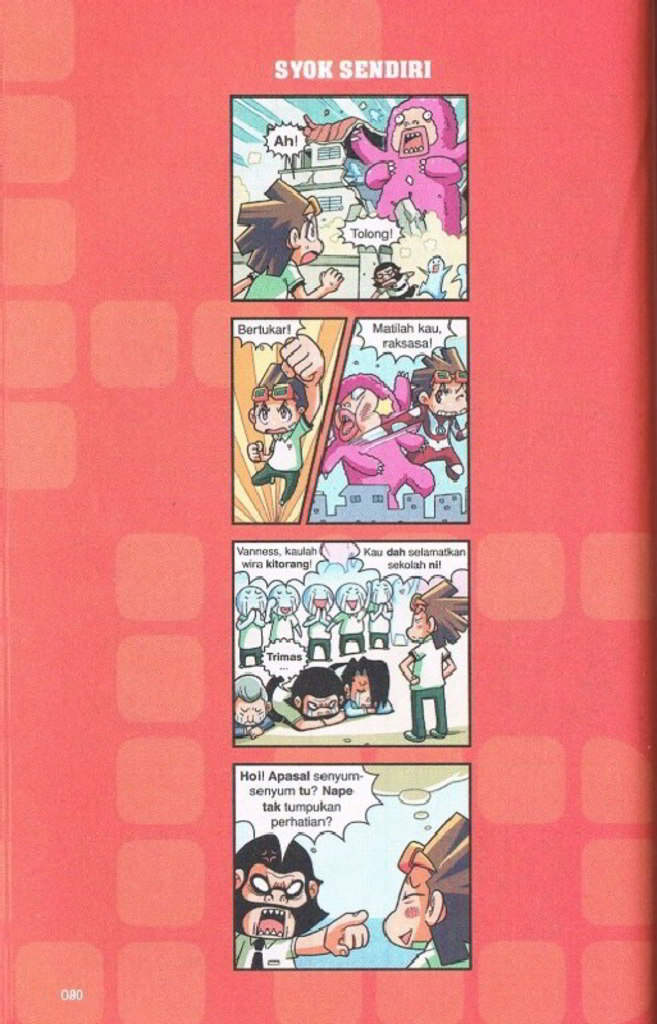 SYOK SENDIRI
Ah!
Tolong!
Bertukar!!
Matilah kau,
raksasa!
Vanness, kaulah
wira kitorang!
Kau dah selamatkan
sekolah ni!
Trimas
...
Hoi! Apasal senyum-
senyum tu? Nape
tak tumpukan
perhatian?
080